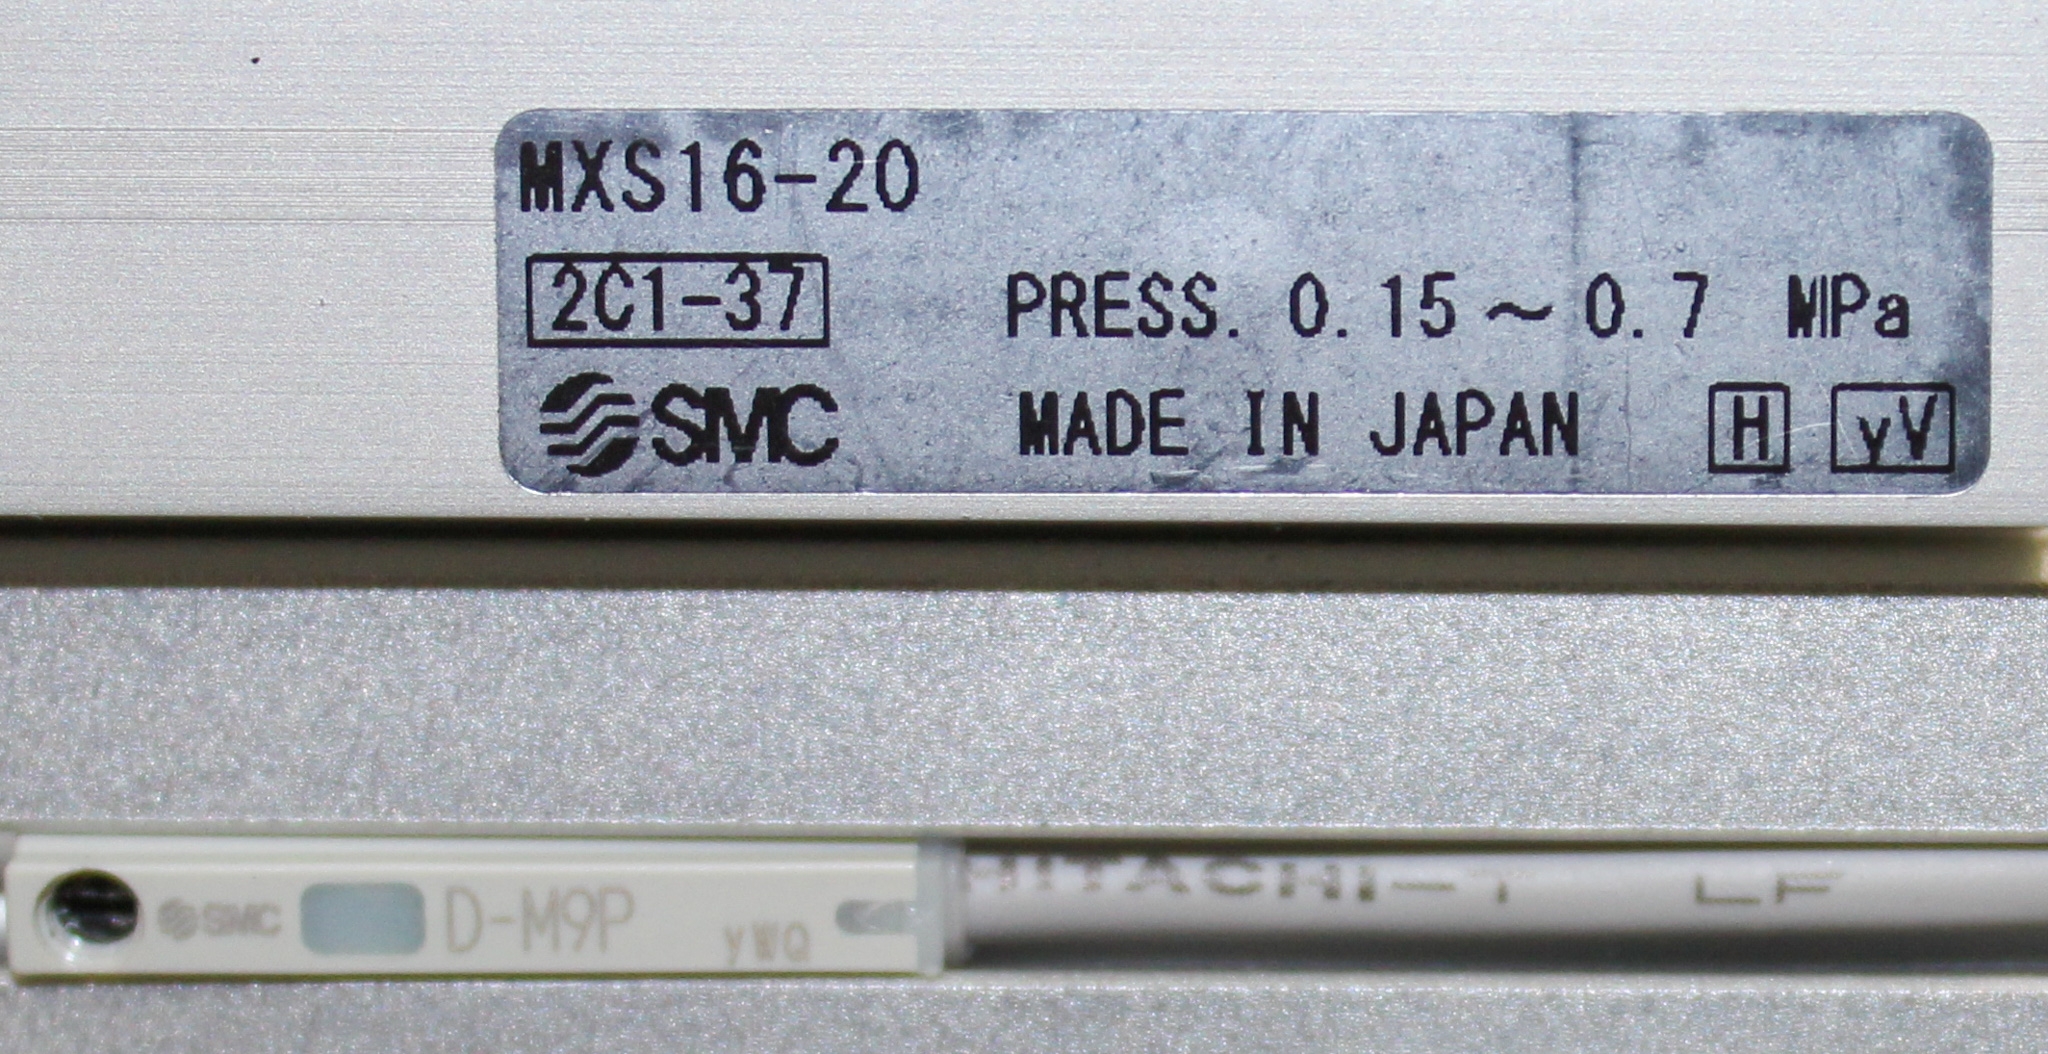 MXS16-20
2C1-37 PRESS. 0.15～0.7 MPa
SMC MADE IN JAPAN H yV
SMC D-M9P yWQ HITACHI- LF